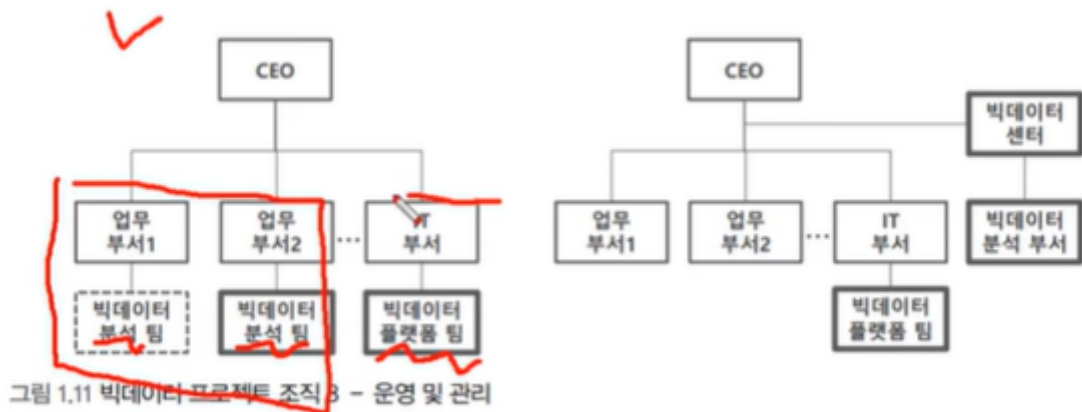 CEO
업무
부서1
업무
부서2
...
IT
부서
빅데이터
분석 팀
빅데이터
분석 팀
빅데이터
플랫폼 팀
CEO
빅데이터
센터
업무
부서1
업무
부서2
...
IT
부서
빅데이터
분석 부서
빅데이터
플랫폼 팀
그림 1.11 빅데이터 프로젝트 조직 3 - 운영 및 관리